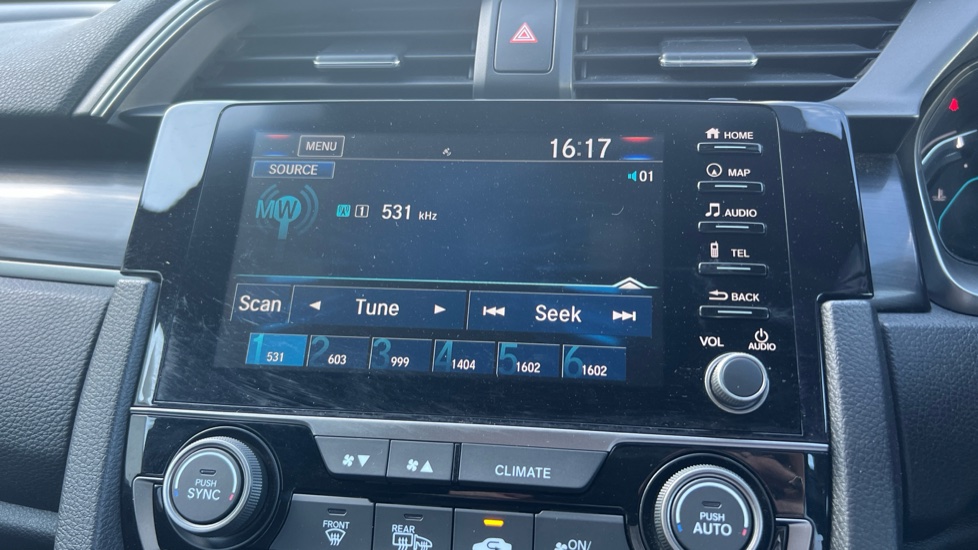 MENU
16:17
SOURCE
01
MW
1 531 kHz
Scan
Tune
Seek
1 531
2 603
3 999
4 1404
5 1602
6 1602
HOME
MAP
AUDIO
TEL
BACK
VOL
AUDIO
PUSH
SYNC
CLIMATE
PUSH
AUTO
FRONT
REAR
ON/